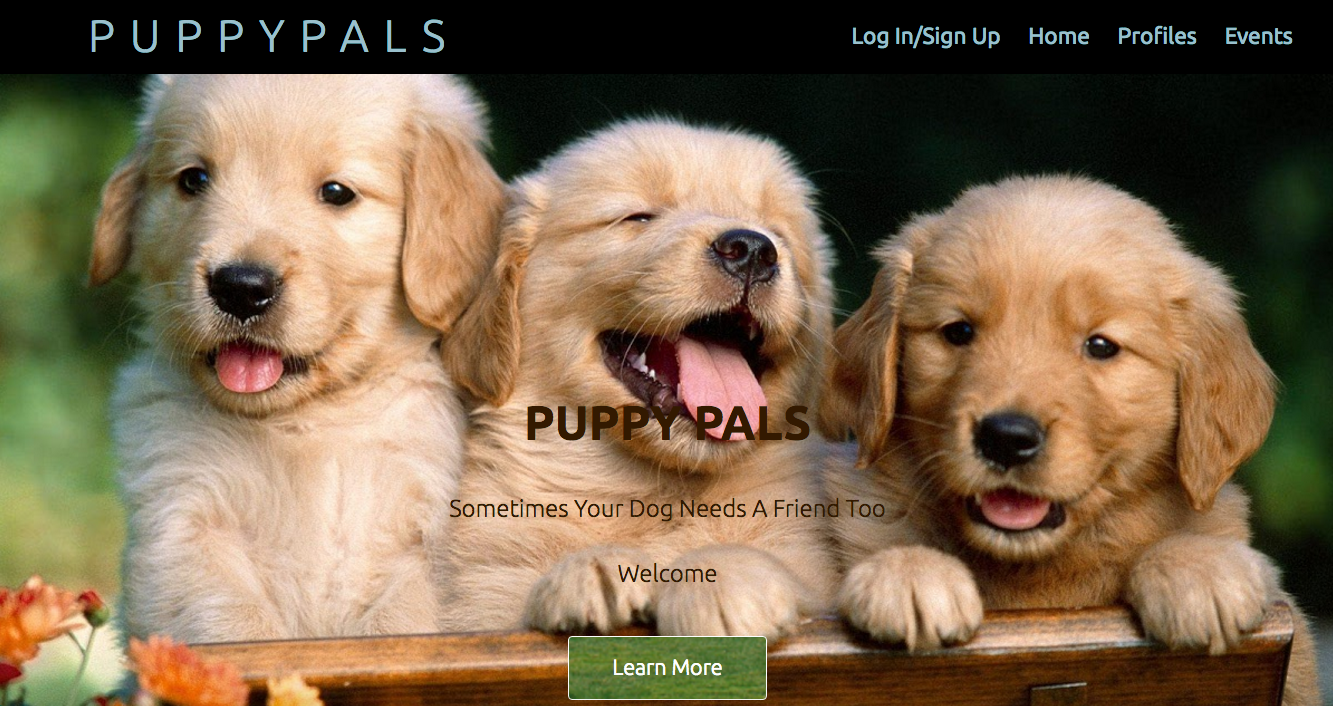 PUPPYPALS
Log In/Sign Up Home Profiles Events
PUPPY PALS
Sometimes Your Dog Needs A Friend Too
Welcome
Learn More